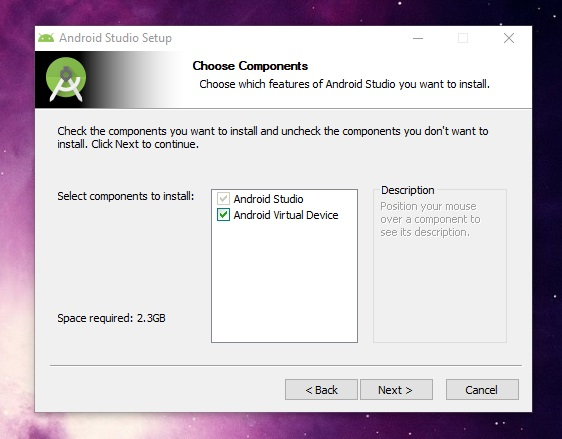 Android Studio Setup
Choose Components
Choose which features of Android Studio you want to install.
Check the components you want to install and uncheck the components you don't want to
install. Click Next to continue.
Select components to install:
Android Studio
Android Virtual Device
Description
Position your mouse
over a component to
see its description.
Space required: 2.3GB
< Back
Next >
Cancel